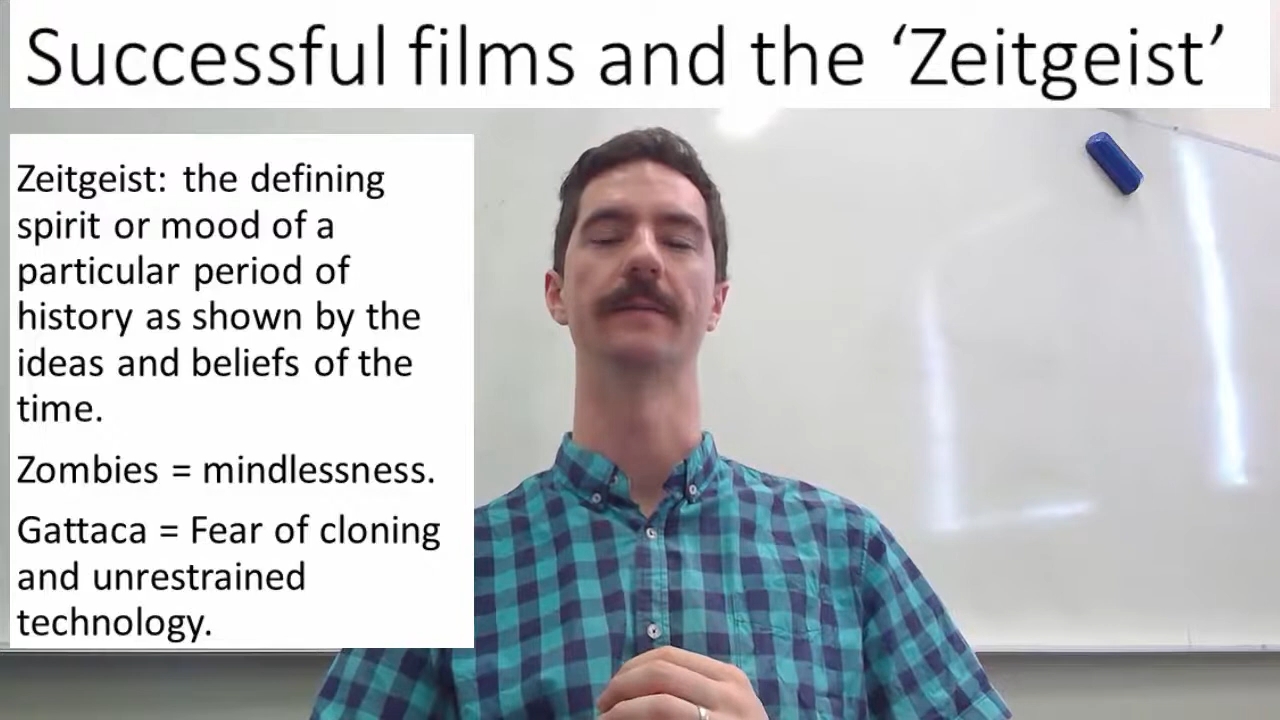 Successful films and the ‘Zeitgeist’
Zeitgeist: the defining
spirit or mood of a
particular period of
history as shown by the
ideas and beliefs of the
time.
Zombies = mindlessness.
Gattaca = Fear of cloning
and unrestrained
technology.